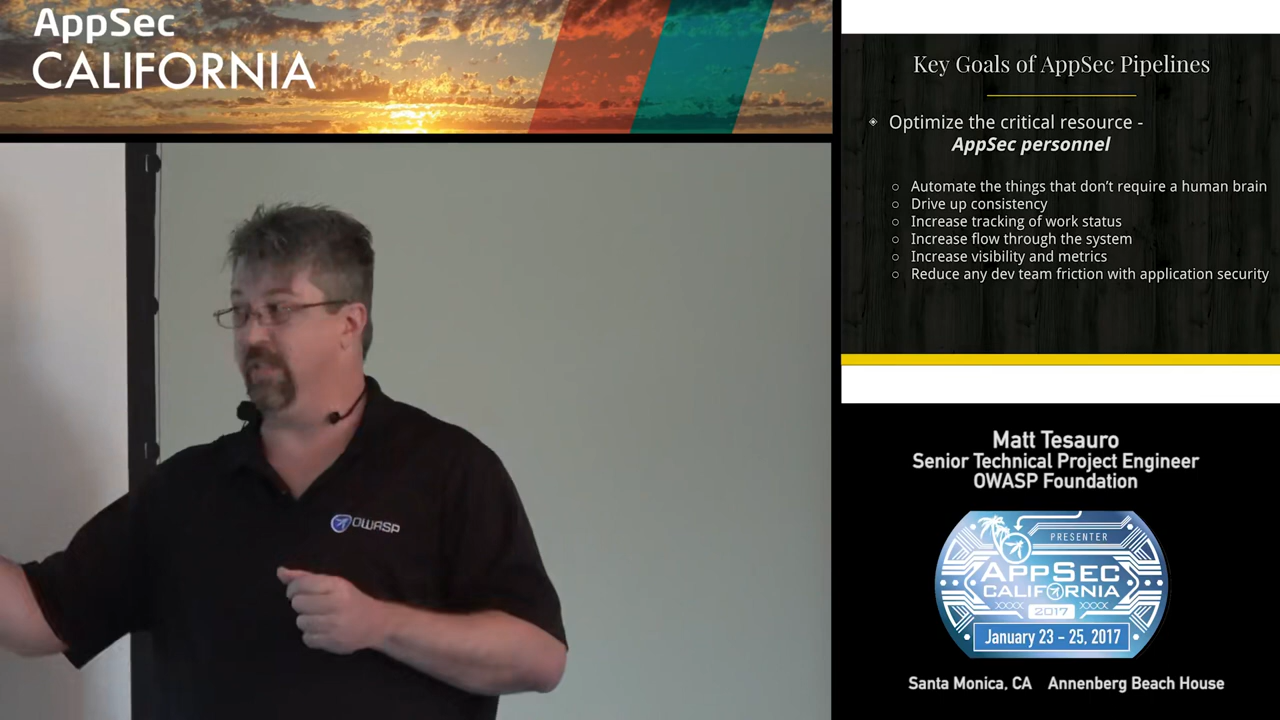 AppSec
CALIFORNIA
Key Goals of AppSec Pipelines
Optimize the critical resource -
AppSec personnel
Automate the things that don't require a human brain
Drive up consistency
Increase tracking of work status
Increase flow through the system
Increase visibility and metrics
Reduce any dev team friction with application security
OWASP
Matt Tesauro
Senior Technical Project Engineer
OWASP Foundation
PRESENTER
APPSEC
CALIFORNIA
XXXX 2017 XXXX
January 23 - 25, 2017
Santa Monica, CA Annenberg Beach House